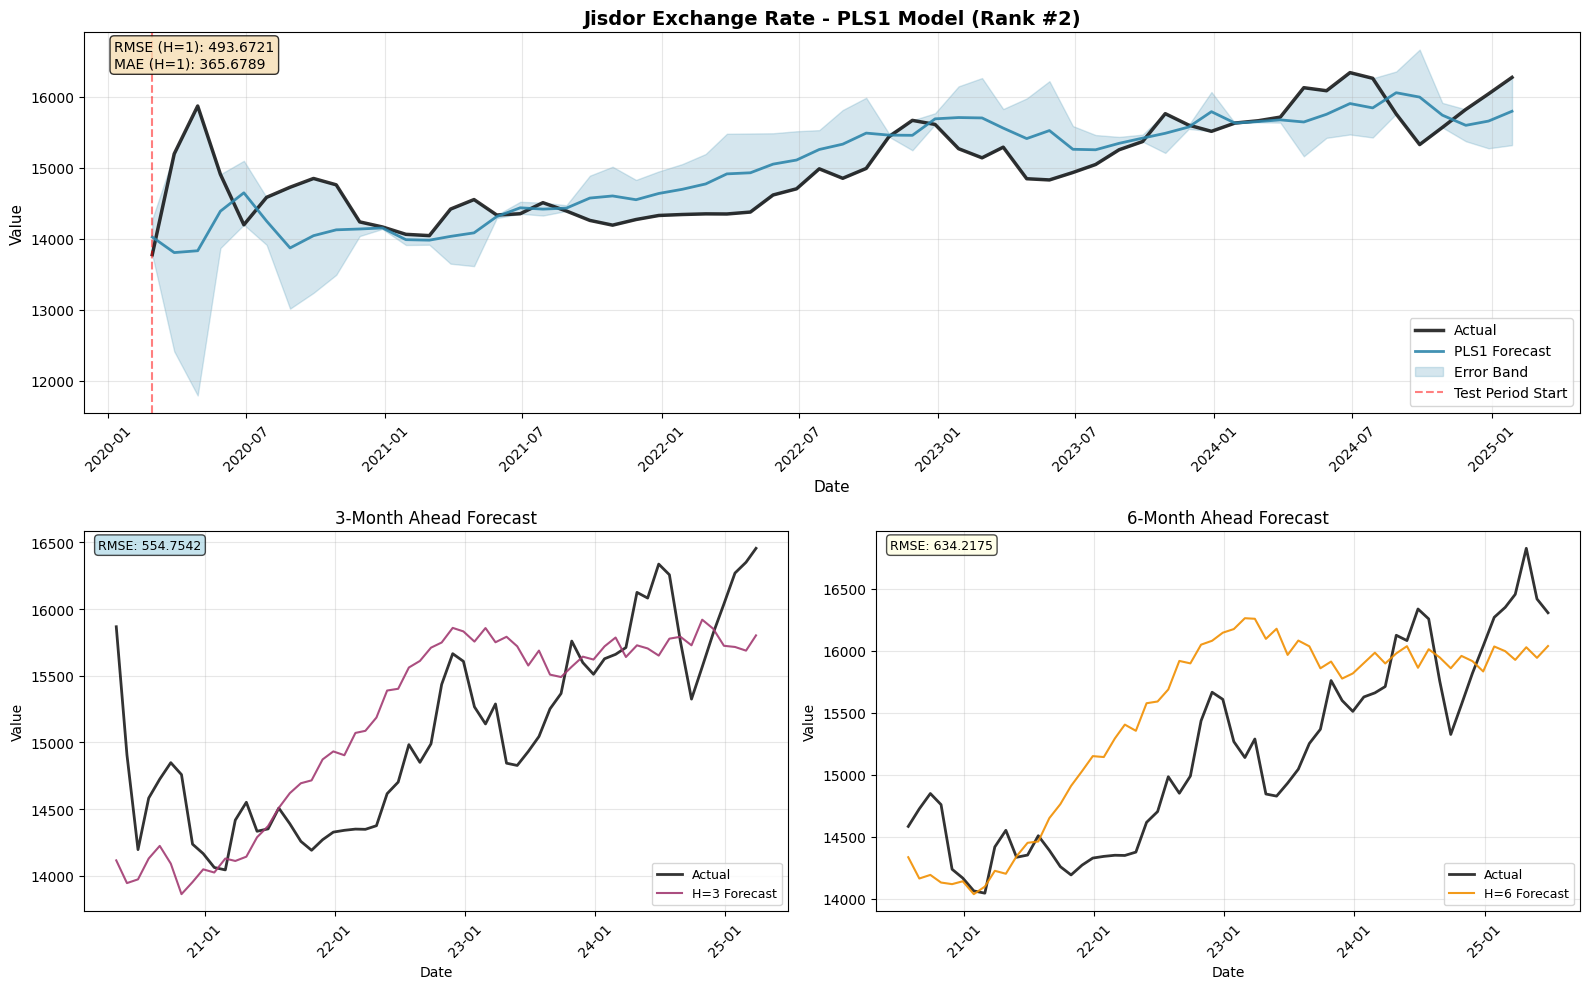 Jisdor Exchange Rate - PLS1 Model (Rank #2)
RMSE (H=1): 493.6721
MAE (H=1): 365.6789
Value
16000
15000
14000
13000
12000
Actual
PLS1 Forecast
Error Band
Test Period Start
2020-01
2020-07
2021-01
2021-07
2022-01
2022-07
2023-01
2023-07
2024-01
2024-07
2025-01
Date
3-Month Ahead Forecast
RMSE: 554.7542
Value
16500
16000
15500
15000
14500
14000
Actual
H=3 Forecast
21-01
22-01
23-01
24-01
25-01
Date
6-Month Ahead Forecast
RMSE: 634.2175
Value
16500
16000
15500
15000
14500
14000
Actual
H=6 Forecast
21-01
22-01
23-01
24-01
25-01
Date